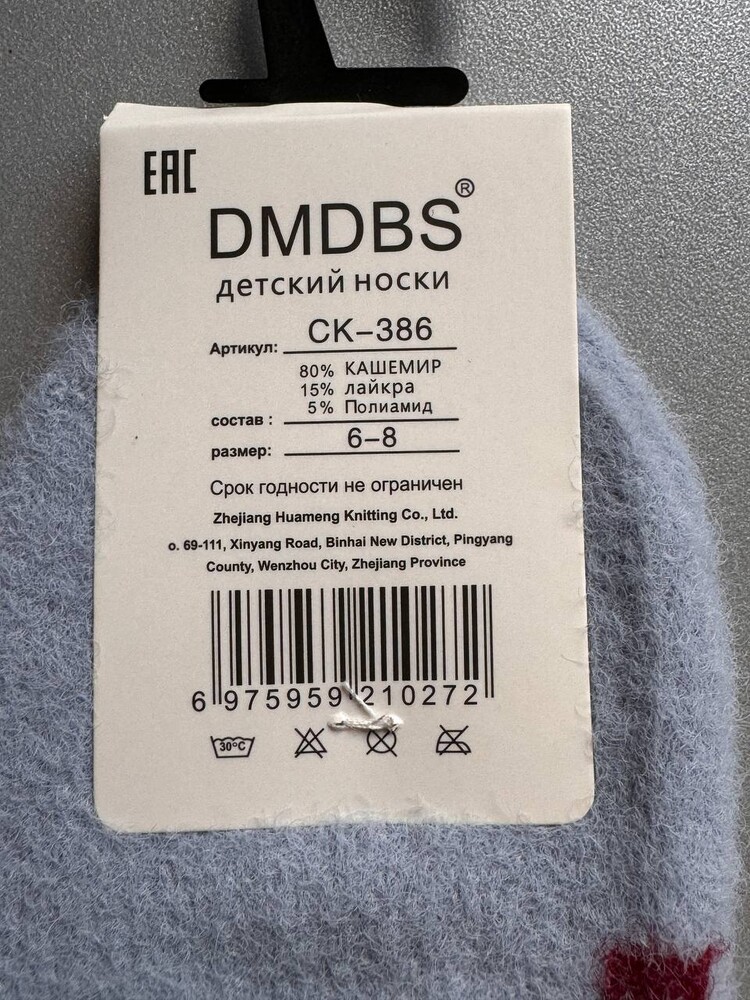 EAC
DMDBS®
детский носки
Артикул: СК-386
80% КАШЕМИР
15% лайкра
5% Полиамид
состав :
размер: 6-8
Срок годности не ограничен
Zhejiang Huameng Knitting Co., Ltd.
о. 69-111, Xinyang Road, Binhai New District, Pingyang
County, Wenzhou City, Zhejiang Province
6 975959 210272
30°C